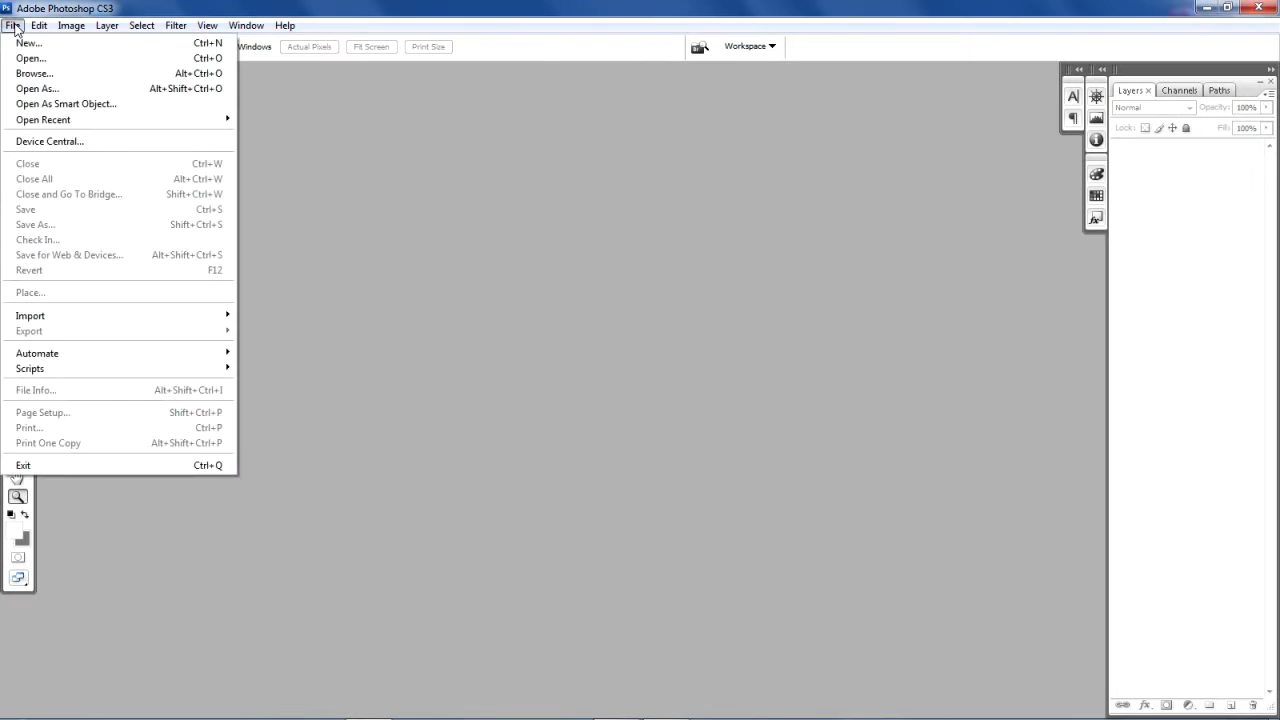 Ps Adobe Photoshop CS3
File Edit Image Layer Select Filter View Window Help
Windows Actual Pixels Fit Screen Print Size Workspace
New... Ctrl+N
Open... Ctrl+O
Browse... Alt+Ctrl+O
Open As... Alt+Shift+Ctrl+O
Open As Smart Object...
Open Recent
Device Central...
Close Ctrl+W
Close All Alt+Ctrl+W
Close and Go To Bridge... Shift+Ctrl+W
Save Ctrl+S
Save As... Shift+Ctrl+S
Check In...
Save for Web & Devices... Alt+Shift+Ctrl+S
Revert F12
Place...
Import
Export
Automate
Scripts
File Info... Alt+Shift+Ctrl+I
Page Setup... Shift+Ctrl+P
Print... Ctrl+P
Print One Copy Alt+Shift+Ctrl+P
Exit Ctrl+Q
Layers x Channels Paths
Normal Opacity: 100%
Lock: Fill: 100%